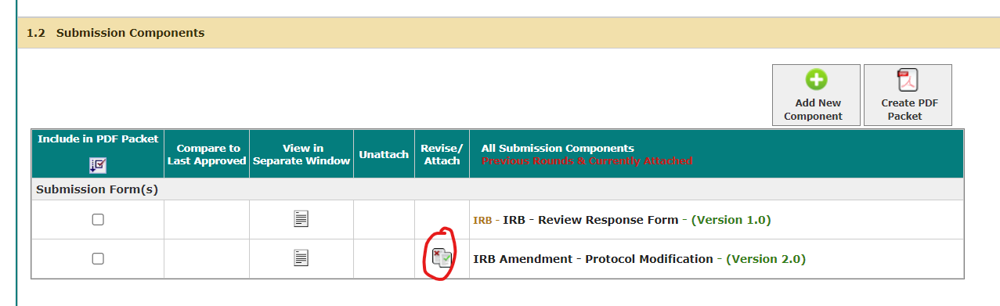 1.2 Submission Components
Add New
Component
Create PDF
Packet
Include in PDF Packet
Compare to
Last Approved
View in
Separate Window
Unattach
Revise/
Attach
All Submission Components
Previous Rounds & Currently Attached
Submission Form(s)
IRB - IRB - Review Response Form - (Version 1.0)
IRB Amendment - Protocol Modification - (Version 2.0)